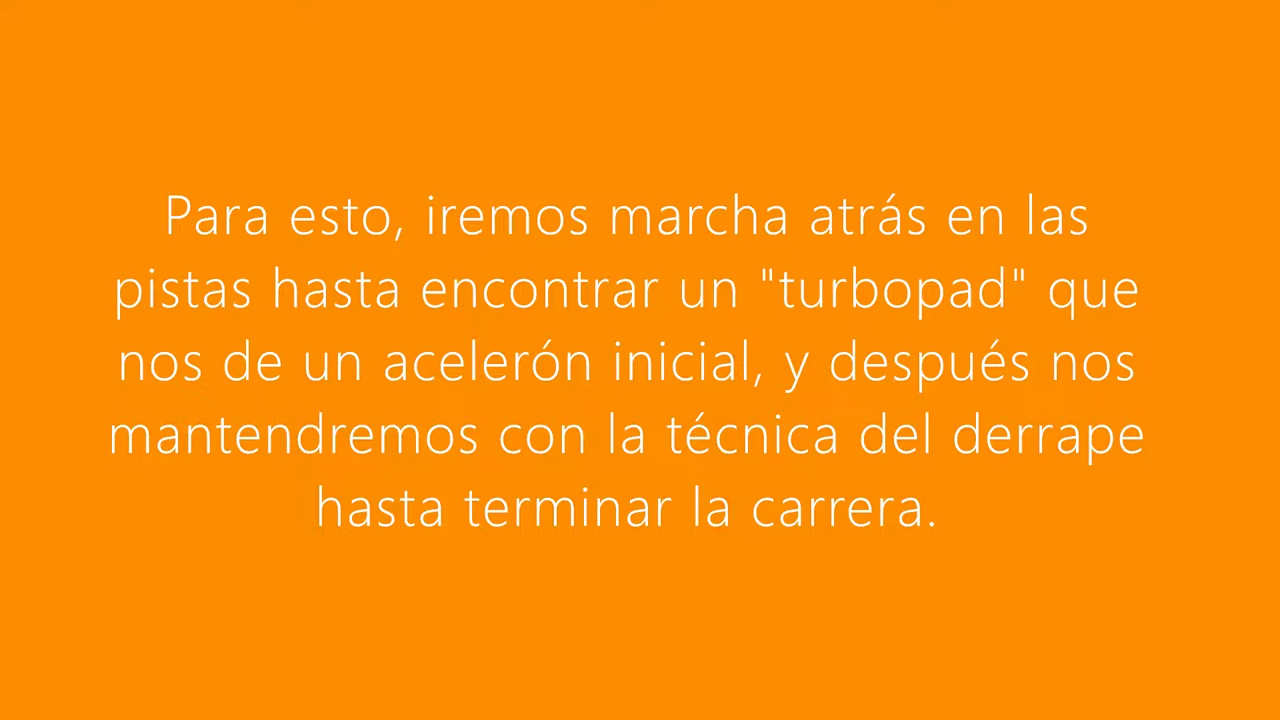 Para esto, iremos marcha atrás en las
pistas hasta encontrar un "turbopad" que
nos de un acelerón inicial, y después nos
mantendremos con la técnica del derrape
hasta terminar la carrera.